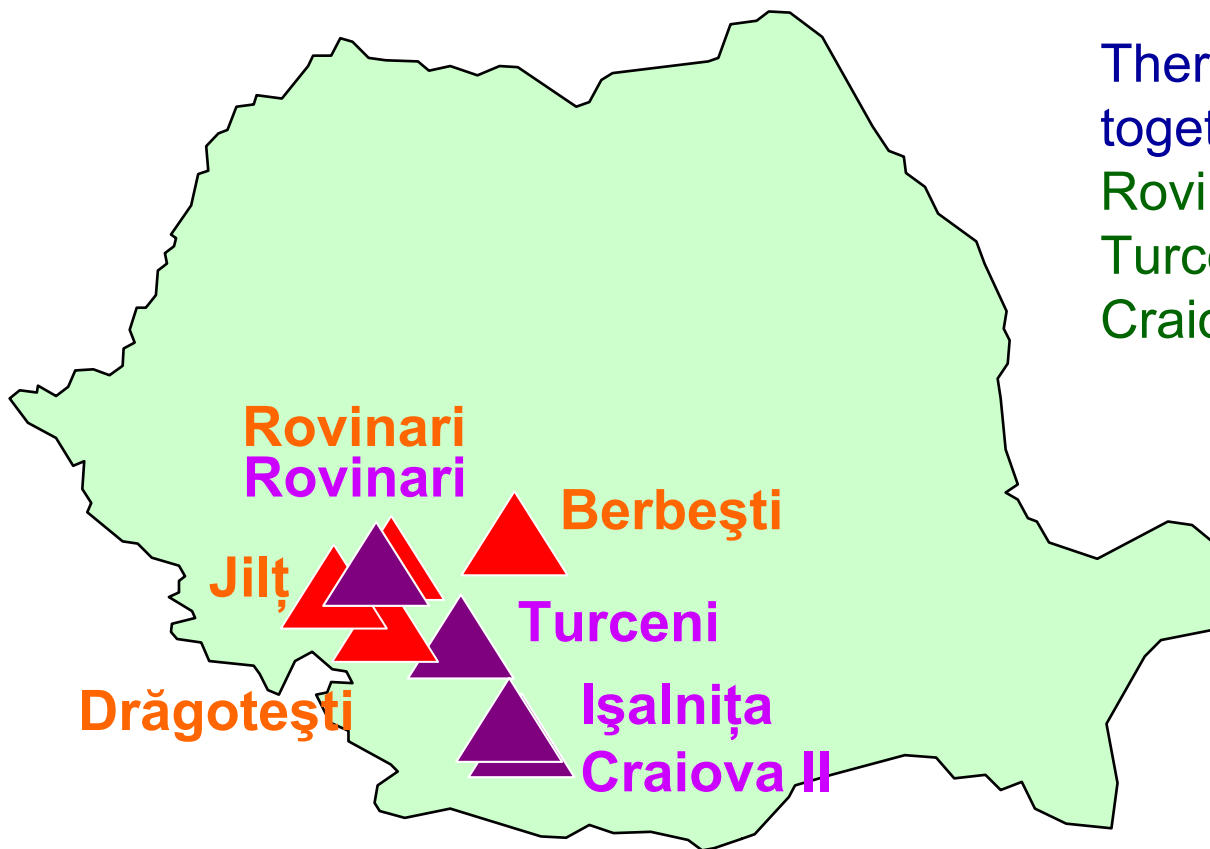 Rovinari
Rovinari
Berbeşti
Jilț
Turceni
Drăgoteşti
Işalnița
Craiova II